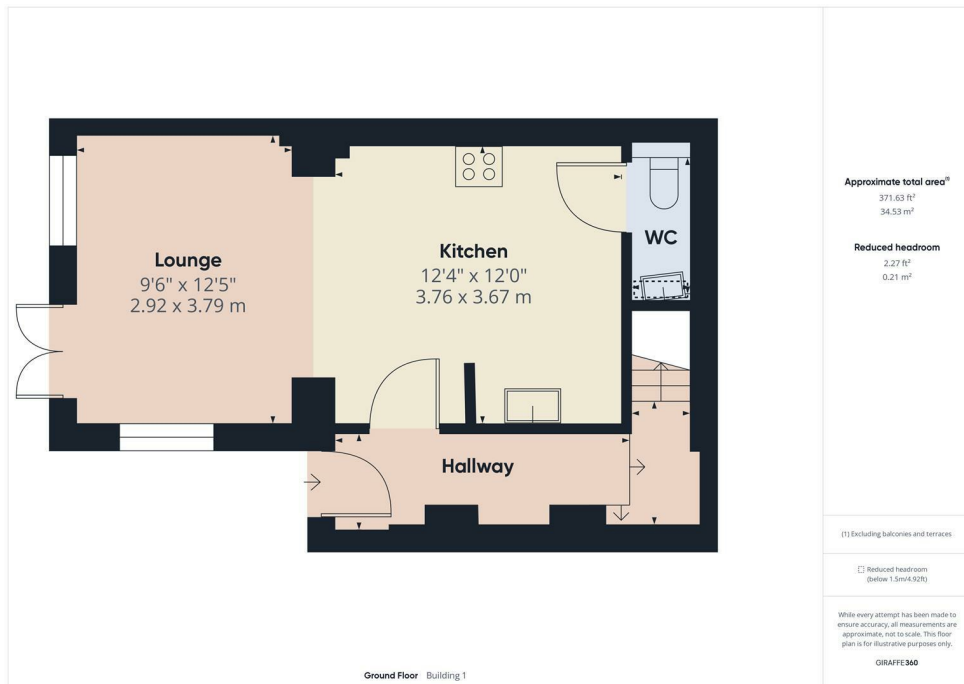 Lounge
9'6" x 12'5"
2.92 x 3.79 m
Kitchen
12'4" x 12'0"
3.76 x 3.67 m
WC
Hallway
Ground Floor Building 1
Approximate total area⁽¹⁾
371.63 ft²
34.53 m²
Reduced headroom
2.27 ft²
0.21 m²
(1) Excluding balconies and terraces
Reduced headroom
(below 1.5m/4.92ft)
While every attempt has been made to
ensure accuracy, all measurements are
approximate, not to scale. This floor
plan is for illustrative purposes only.
GIRAFFE360